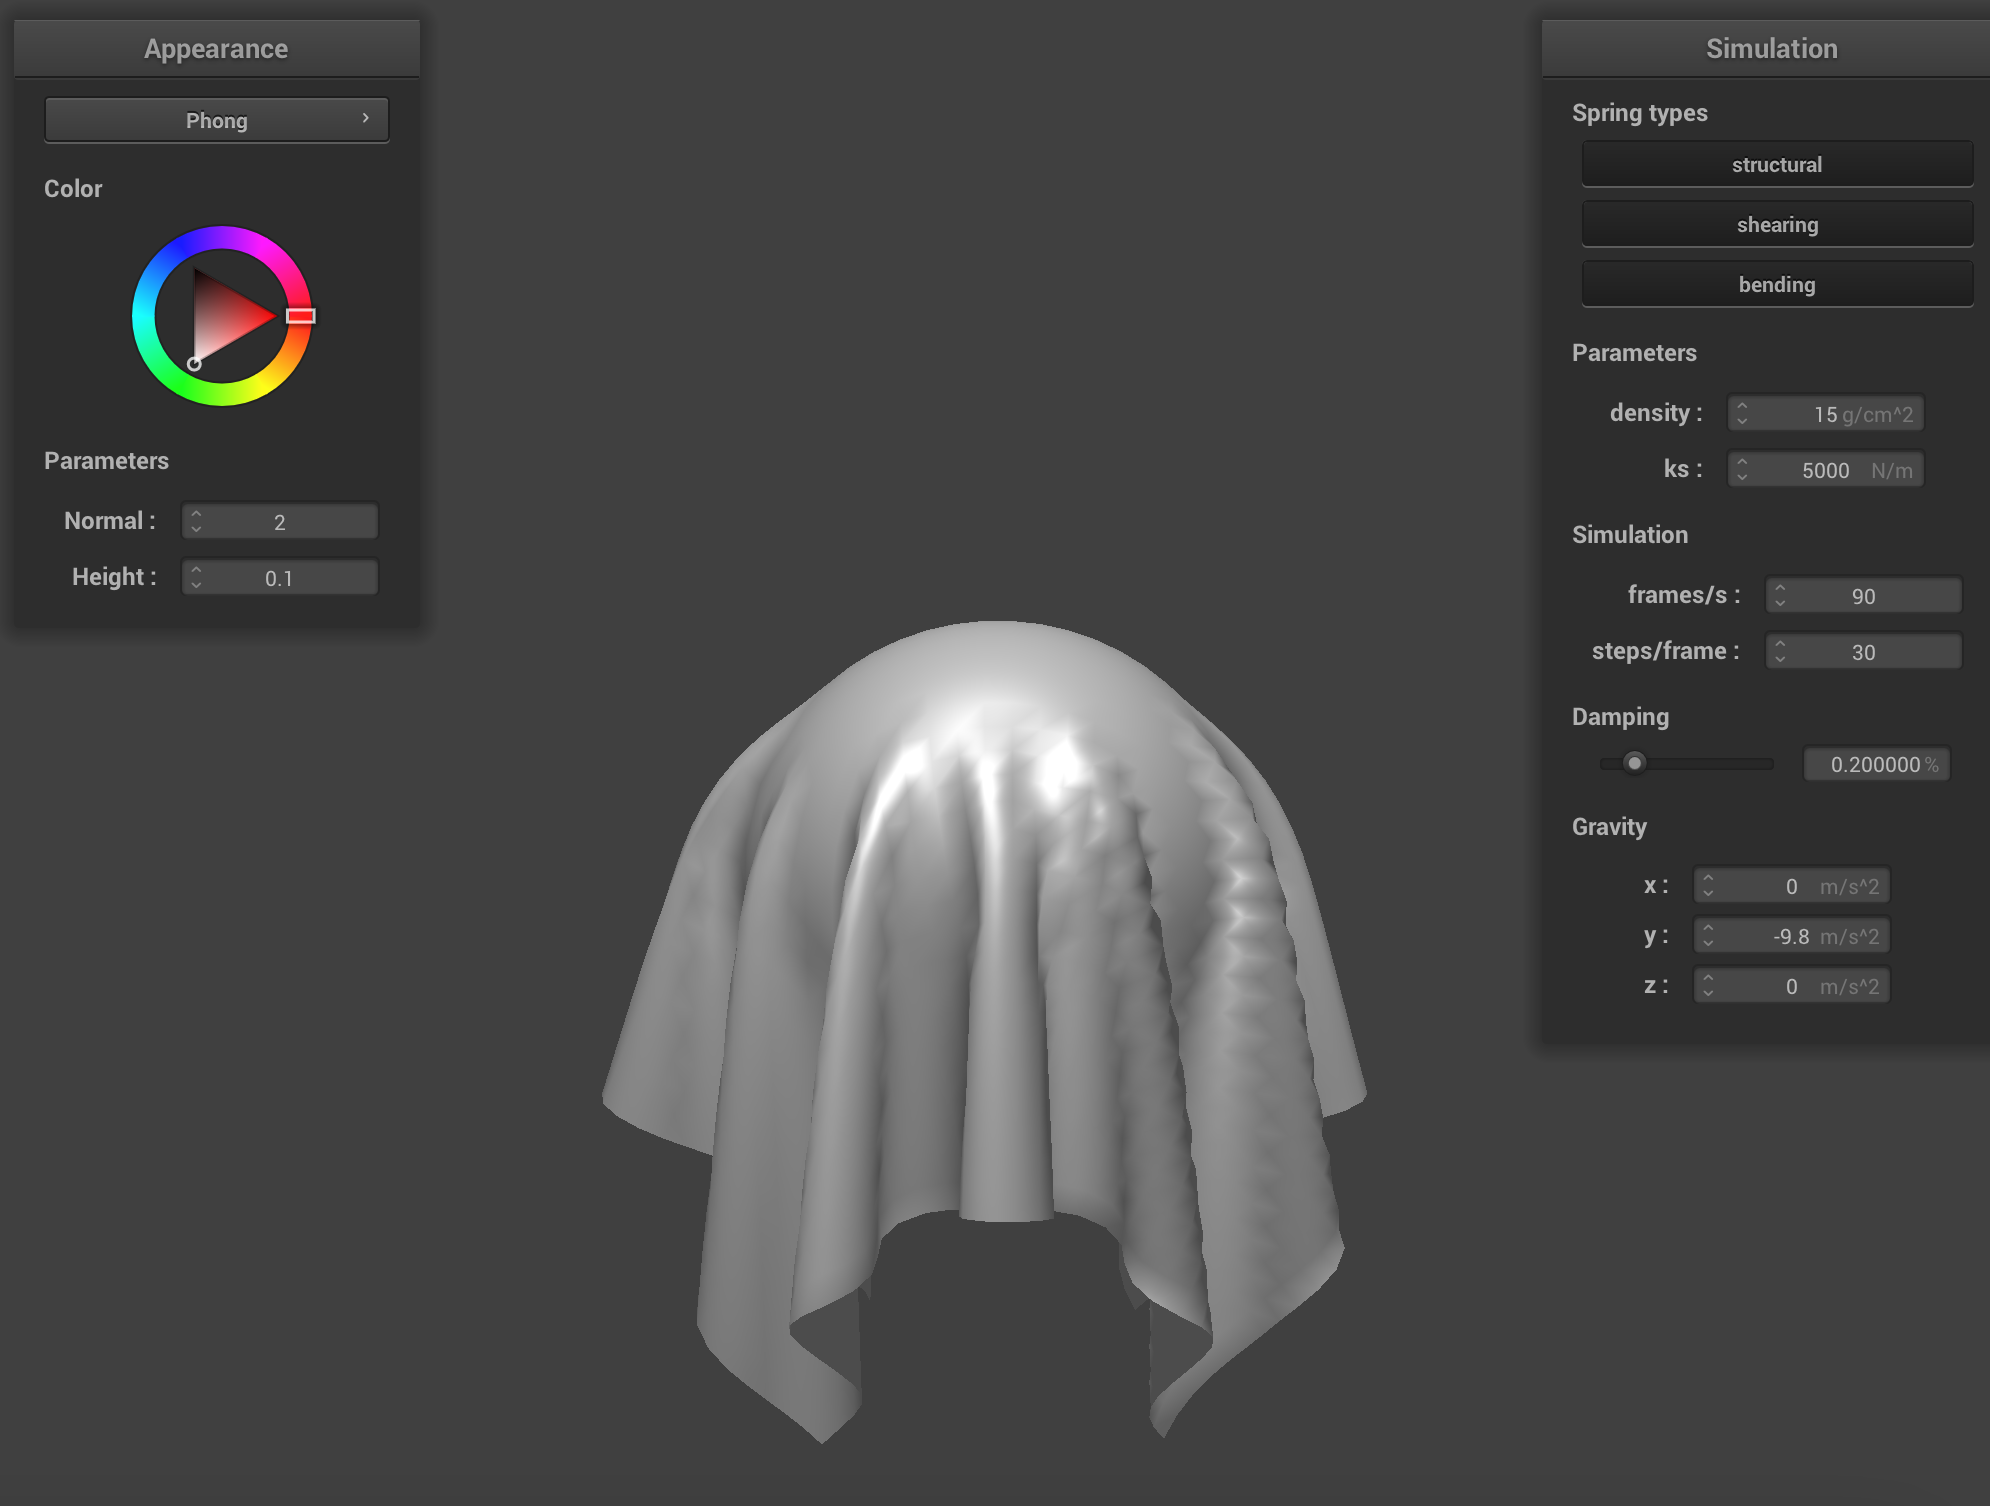 Appearance
Phong
Color
Parameters
Normal : 2
Height : 0.1
Simulation
Spring types
structural
shearing
bending
Parameters
density : 15 g/cm^2
ks : 5000 N/m
Simulation
frames/s : 90
steps/frame : 30
Damping
0.200000 %
Gravity
x : 0 m/s^2
y : -9.8 m/s^2
z : 0 m/s^2